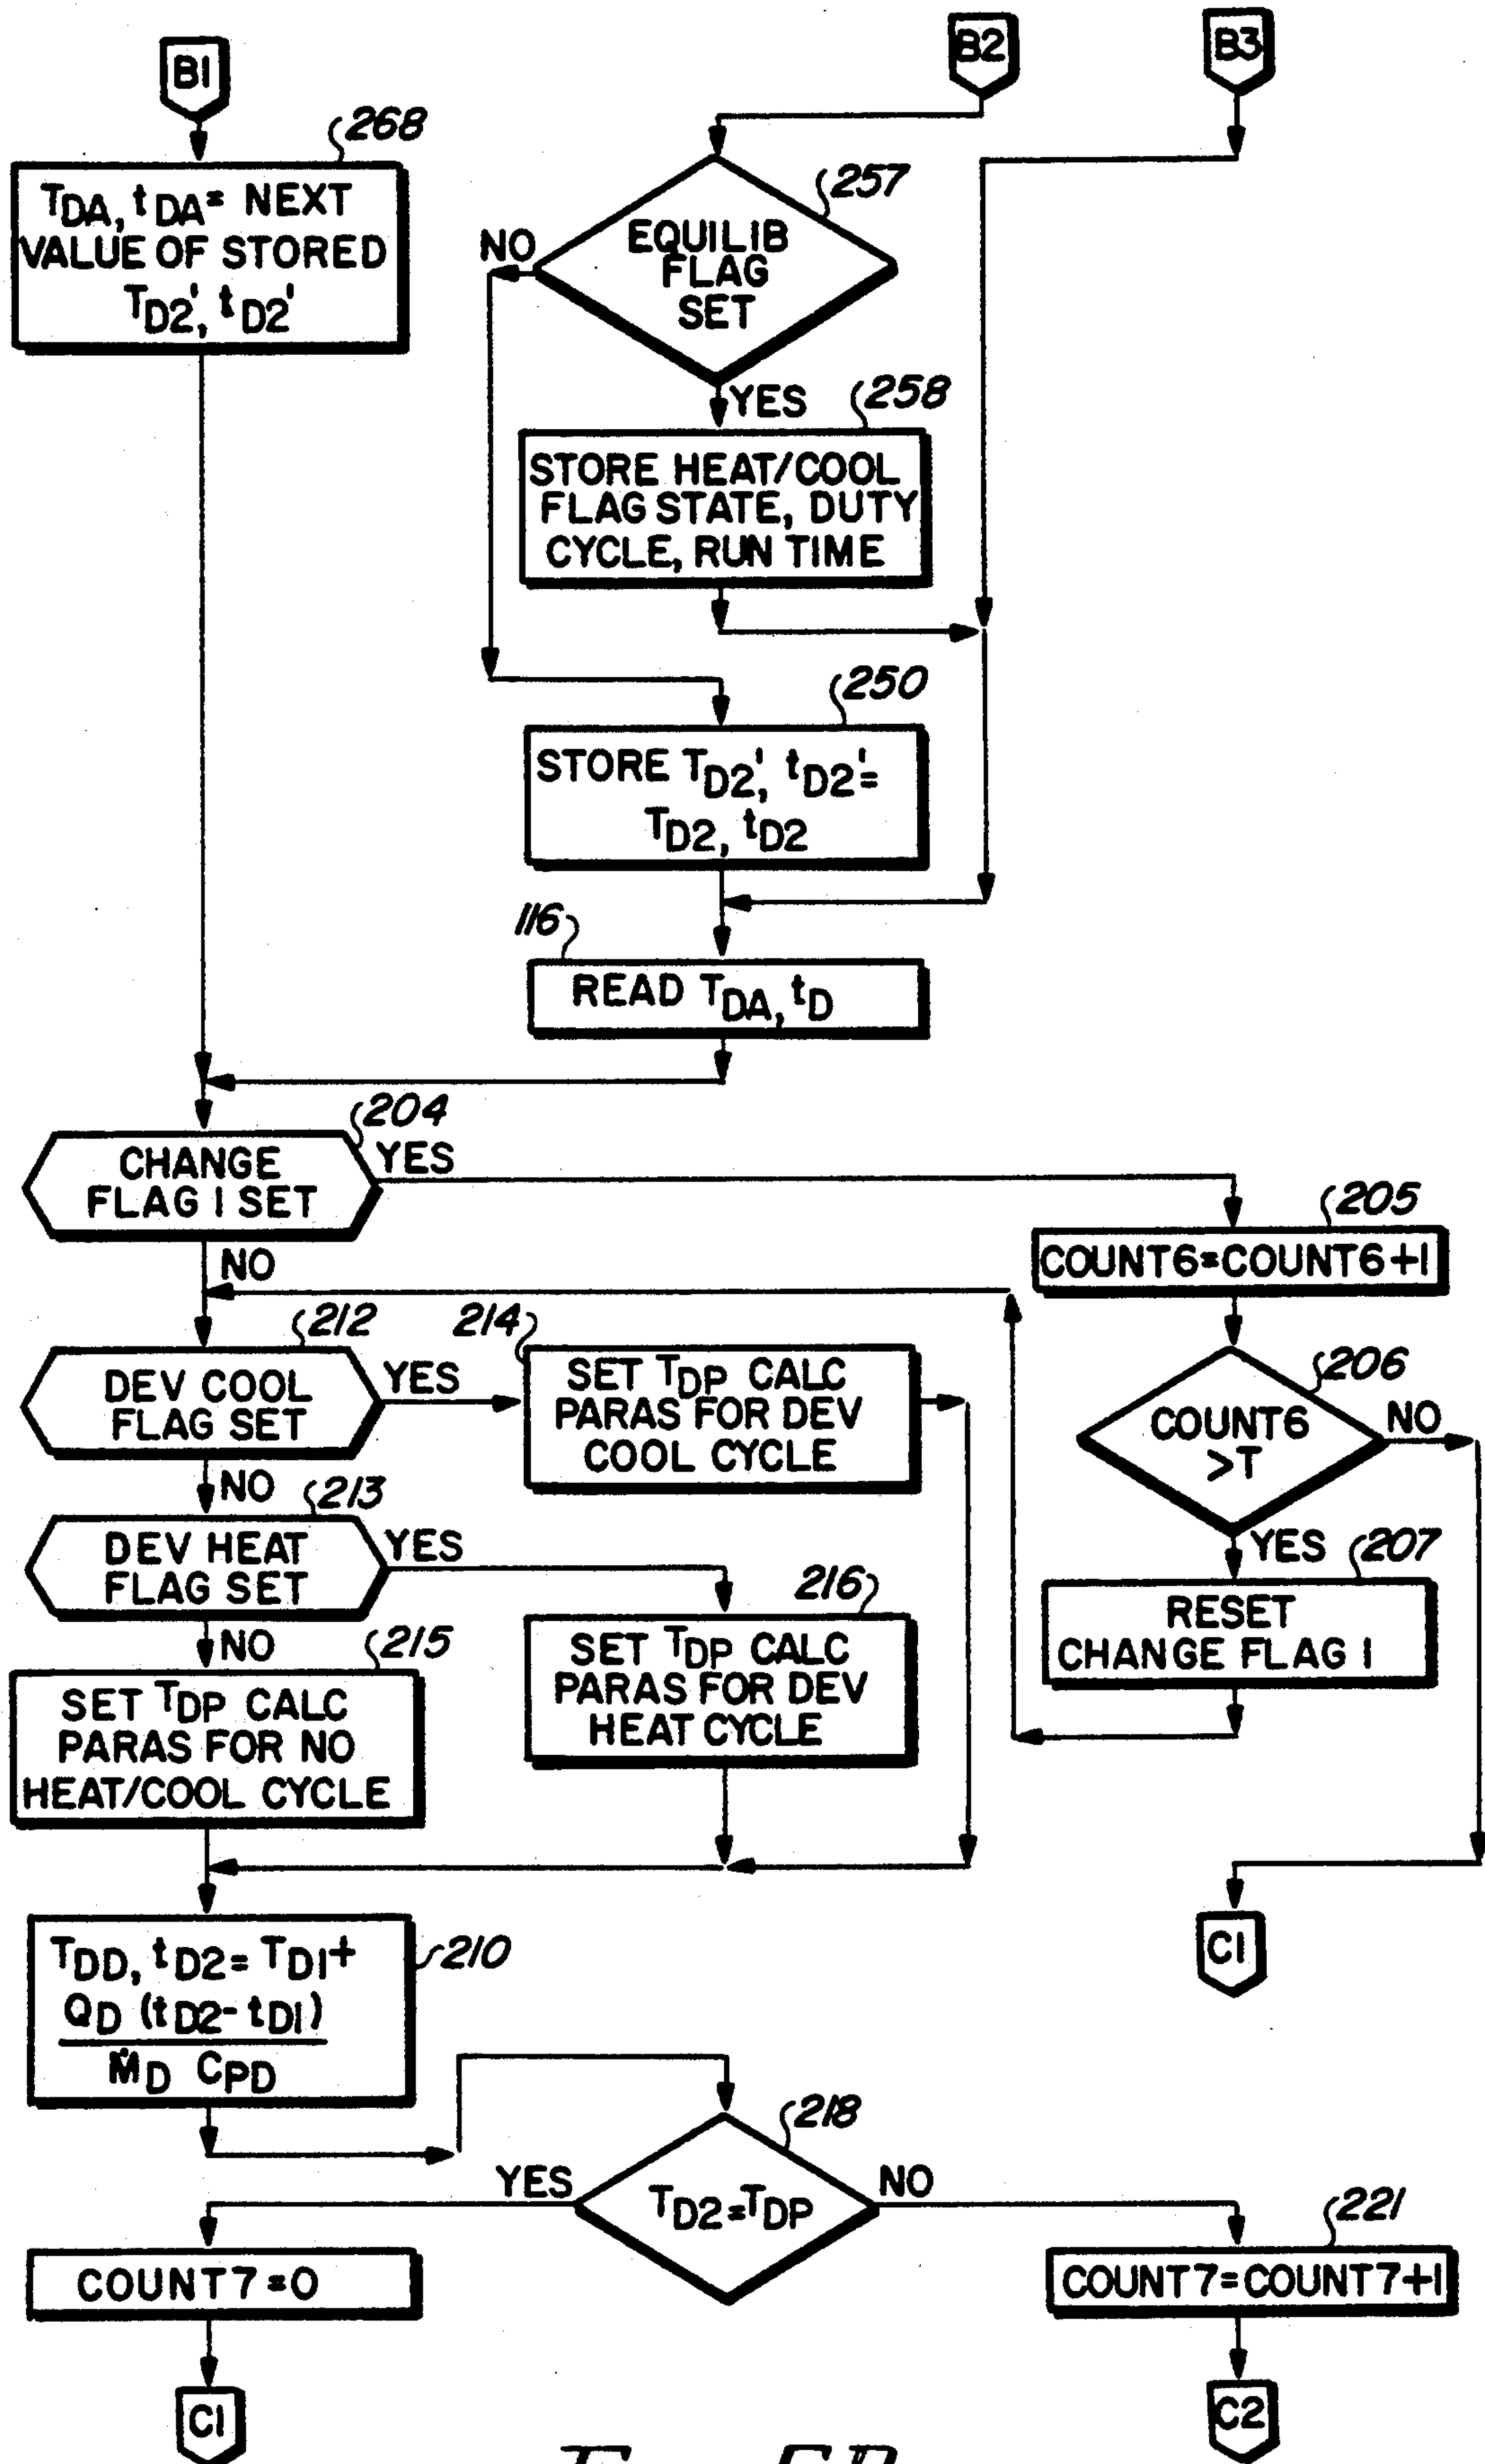 B1
B2
B3
268
TDA, tDA= NEXT
VALUE OF STORED
TD2', tD2'
257
EQUILIB
FLAG
SET
NO
YES
258
STORE HEAT/COOL
FLAG STATE, DUTY
CYCLE, RUN TIME
250
STORE TD2', tD2'=
TD2, tD2
116
READ TDA, tD
204
CHANGE
FLAG 1 SET
YES
NO
205
COUNT6=COUNT6+1
206
COUNT6
>T
NO
YES
207
RESET
CHANGE FLAG 1
C1
212
DEV COOL
FLAG SET
YES
NO
214
SET TDP CALC
PARAS FOR DEV
COOL CYCLE
213
DEV HEAT
FLAG SET
YES
NO
216
SET TDP CALC
PARAS FOR DEV
HEAT CYCLE
215
SET TDP CALC
PARAS FOR NO
HEAT/COOL CYCLE
210
TDD, tD2= TD1+
QD (tD2-tD1)
ṀD CPD
218
TD2=TDP
YES
NO
COUNT7=0
221
COUNT7=COUNT7+1
C1
C2